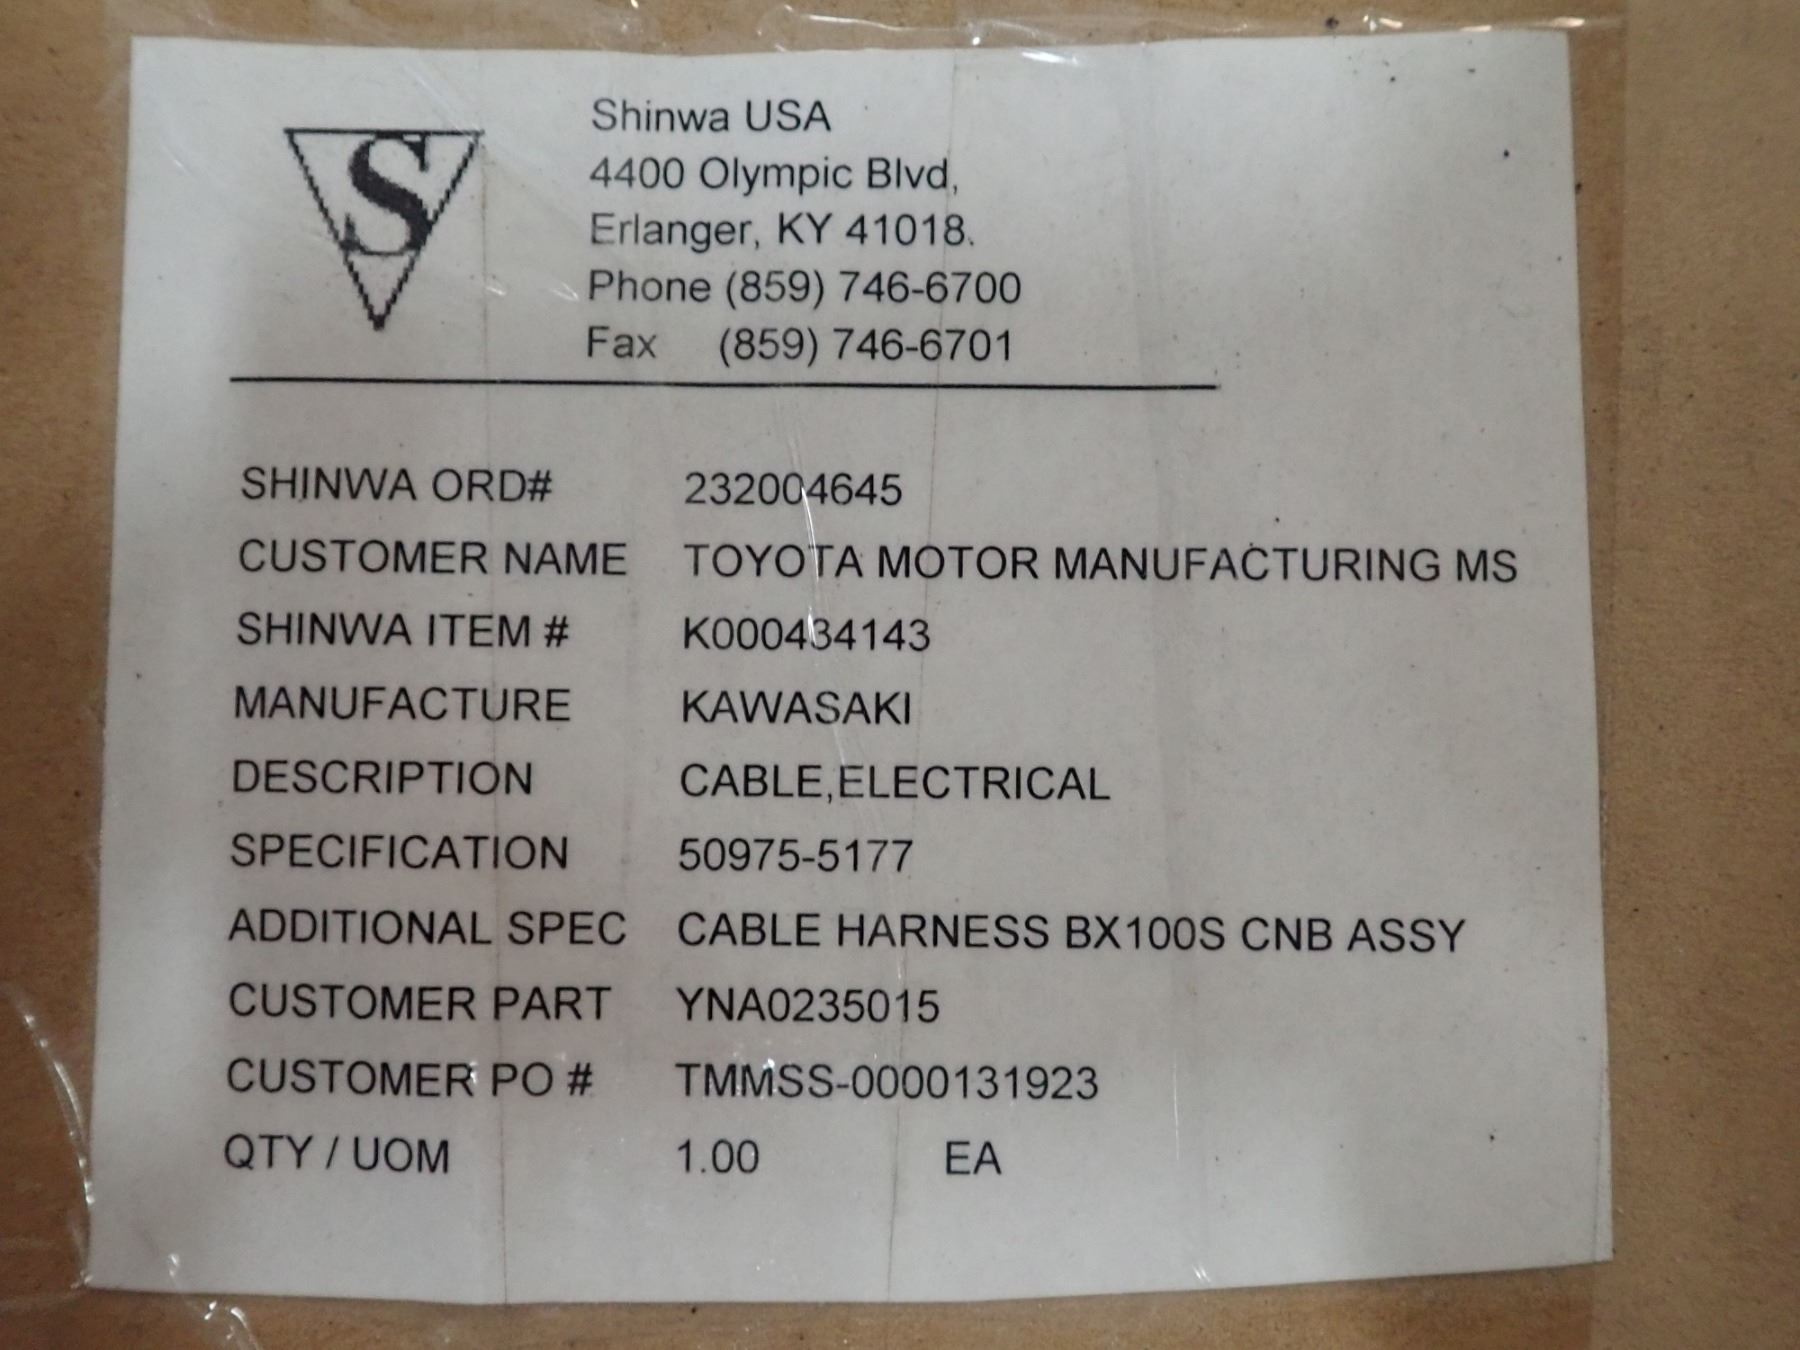 S
Shinwa USA
4400 Olympic Blvd,
Erlanger, KY 41018.
Phone (859) 746-6700
Fax (859) 746-6701
SHINWA ORD# 232004645
CUSTOMER NAME TOYOTA MOTOR MANUFACTURING MS
SHINWA ITEM # K000434143
MANUFACTURE KAWASAKI
DESCRIPTION CABLE,ELECTRICAL
SPECIFICATION 50975-5177
ADDITIONAL SPEC CABLE HARNESS BX100S CNB ASSY
CUSTOMER PART YNA0235015
CUSTOMER PO # TMMSS-0000131923
QTY / UOM 1.00 EA